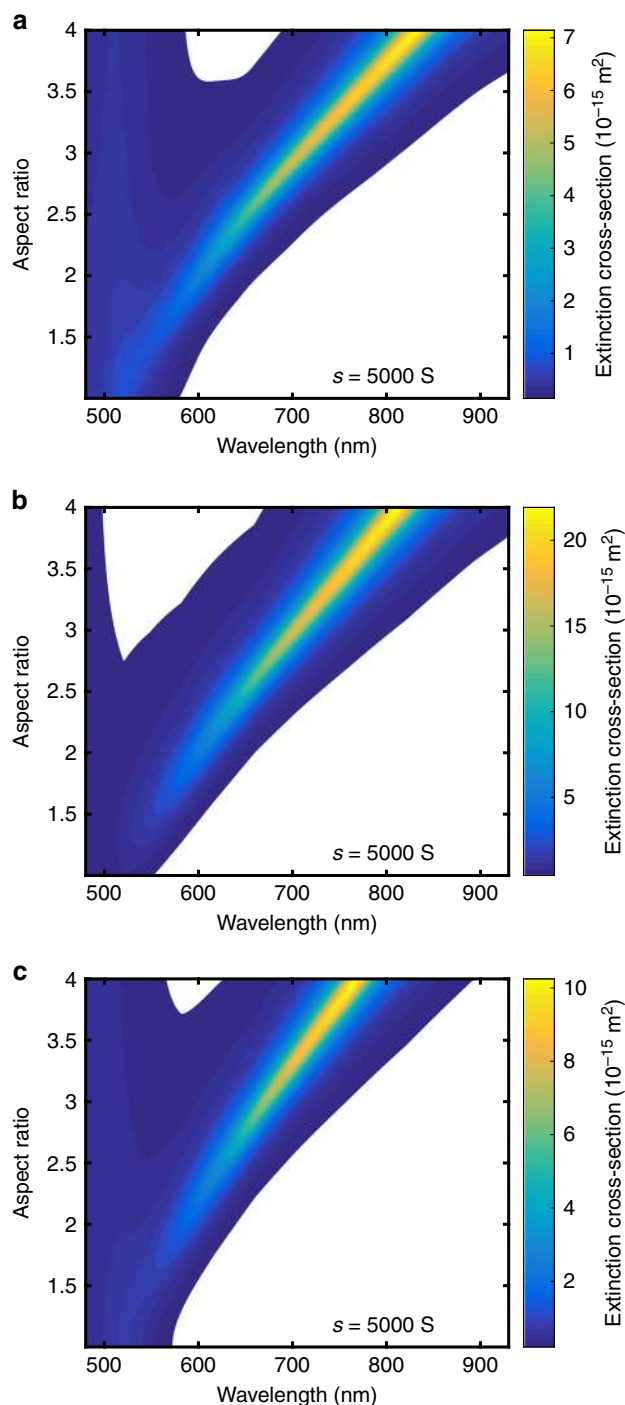 a
4
3.5
3
2.5
2
1.5
Aspect ratio
500 600 700 800 900
Wavelength (nm)
s = 5000 S
7
6
5
4
3
2
1
Extinction cross-section (10⁻¹⁵ m²)
b
4
3.5
3
2.5
2
1.5
Aspect ratio
500 600 700 800 900
Wavelength (nm)
s = 5000 S
20
15
10
5
Extinction cross-section (10⁻¹⁵ m²)
c
4
3.5
3
2.5
2
1.5
Aspect ratio
500 600 700 800 900
Wavelength (nm)
s = 5000 S
10
8
6
4
2
Extinction cross-section (10⁻¹⁵ m²)